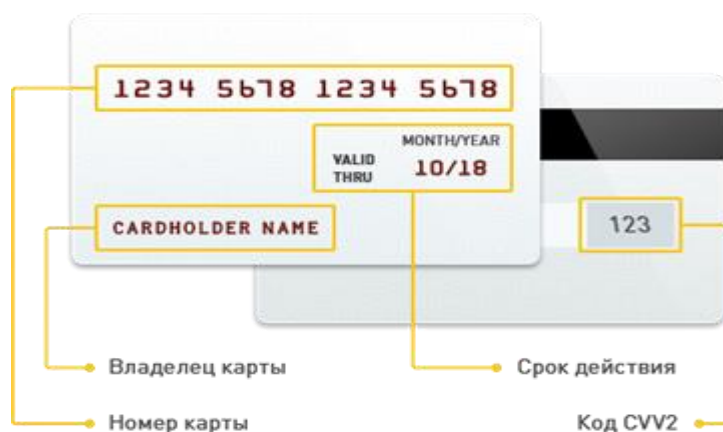 1234 5678 1234 5678
MONTH/YEAR
VALID
THRU
10/18
CARDHOLDER NAME
123
Владелец карты
Срок действия
Номер карты
Код CVV2